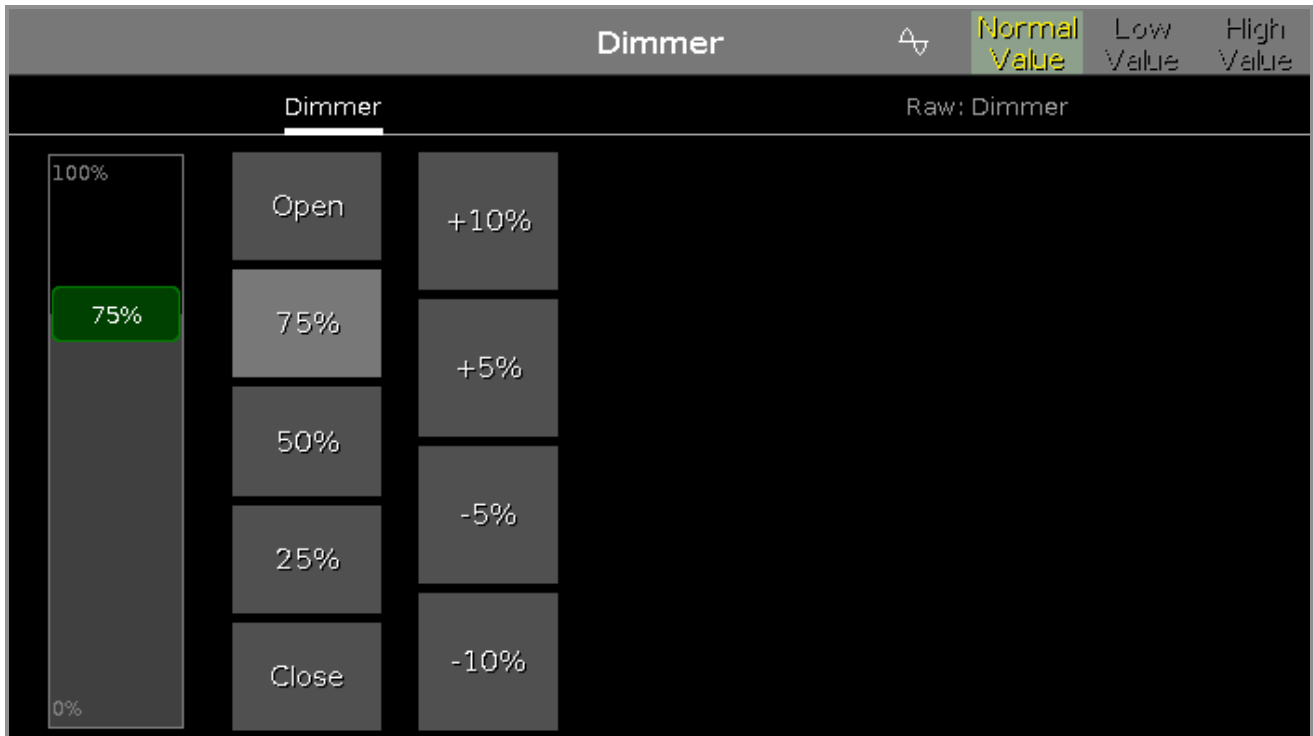 Dimmer
Normal Value
Low Value
High Value
Dimmer
Raw: Dimmer
100%
75%
0%
Open
75%
50%
25%
Close
+10%
+5%
-5%
-10%